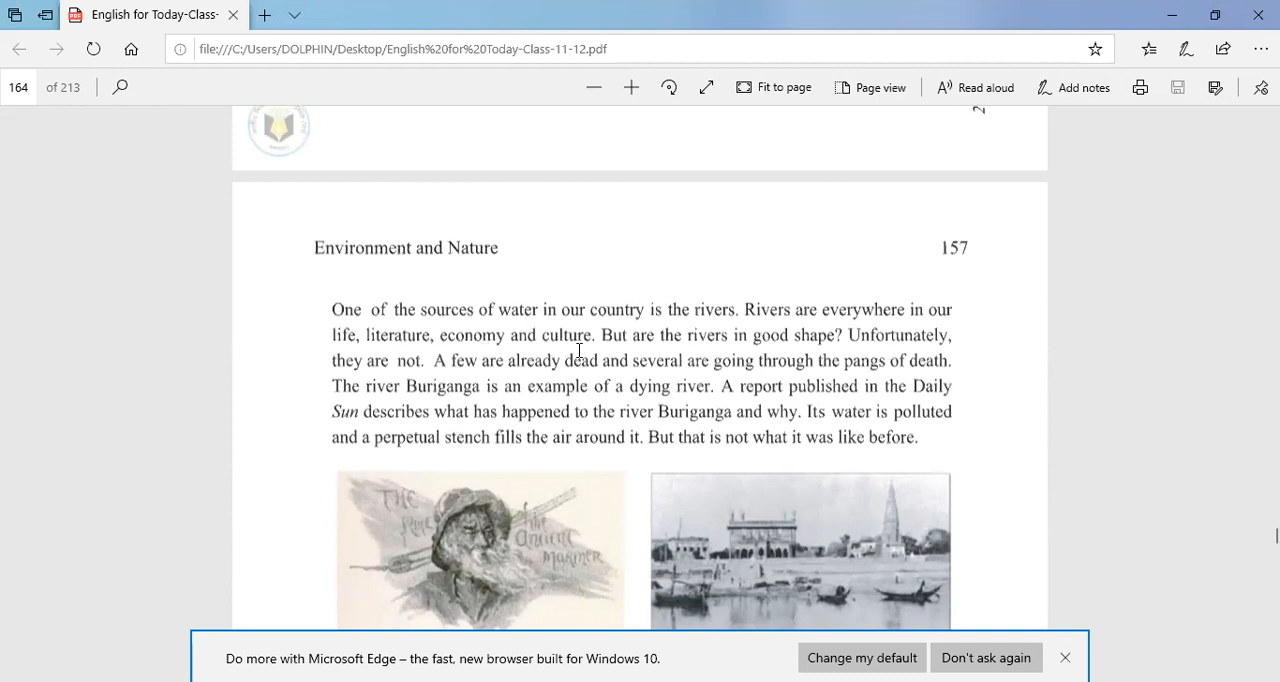 English for Today-Class-
file:///C:/Users/DOLPHIN/Desktop/English%20for%20Today-Class-11-12.pdf
164 of 213
Fit to page
Page view
Read aloud
Add notes
2
Environment and Nature 157
One of the sources of water in our country is the rivers. Rivers are everywhere in our
life, literature, economy and culture. But are the rivers in good shape? Unfortunately,
they are not. A few are already dead and several are going through the pangs of death.
The river Buriganga is an example of a dying river. A report published in the Daily
Sun describes what has happened to the river Buriganga and why. Its water is polluted
and a perpetual stench fills the air around it. But that is not what it was like before.
THE
Rime of the
Ancient
Mariner
Do more with Microsoft Edge – the fast, new browser built for Windows 10.
Change my default
Don't ask again